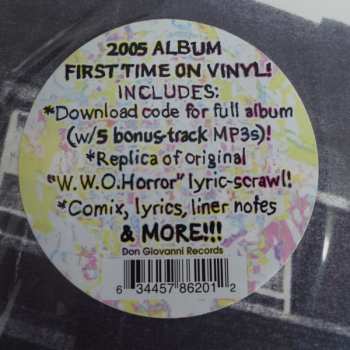 2005 ALBUM
FIRST TIME ON VINYL!
INCLUDES:
*Download code for full album
(w/5 bonus-track MP3s)!
*Replica of original
"W.W.O.Horror" lyric-scrawl!
*Comix, lyrics, liner notes
& MORE!!!
Don Giovanni Records
6 34457 86201 2